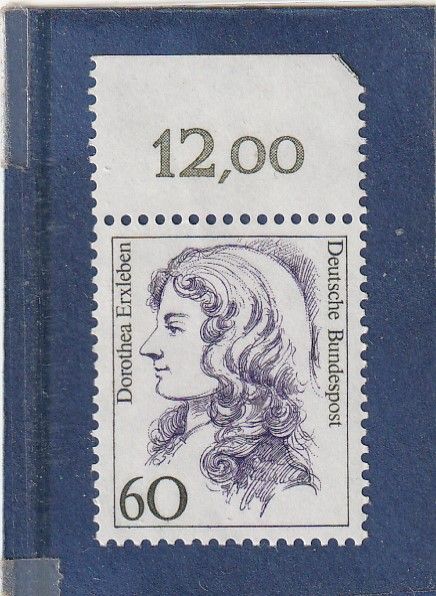 12,00
Dorothea Erxleben
Deutsche Bundespost
60